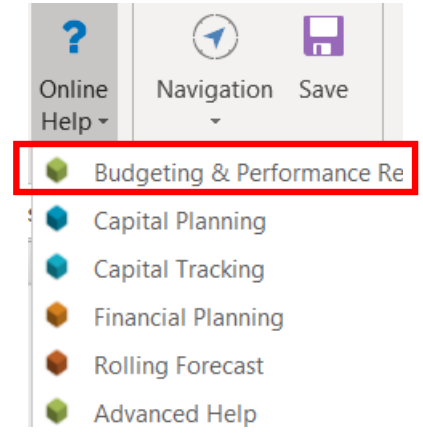 ?
Online
Help
Navigation
Save
Budgeting & Performance Re
Capital Planning
Capital Tracking
Financial Planning
Rolling Forecast
Advanced Help